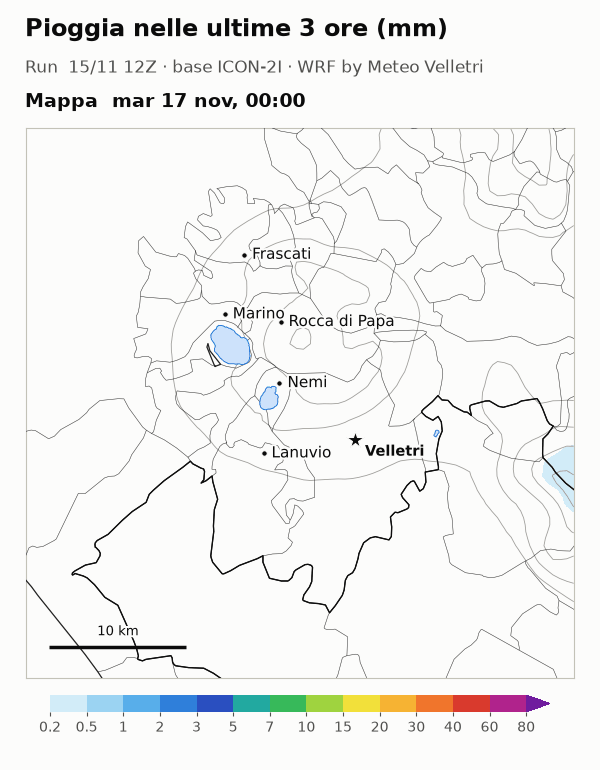 Pioggia nelle ultime 3 ore (mm)
Run  15/11 12Z · base ICON-2I · WRF by Meteo Velletri
Mappa  mar 17 nov, 00:00
Frascati
Marino
Rocca di Papa
Nemi
Velletri
Lanuvio
10 km
0.2 0.5 1 2 3 5 7 10 15 20 30 40 60 80